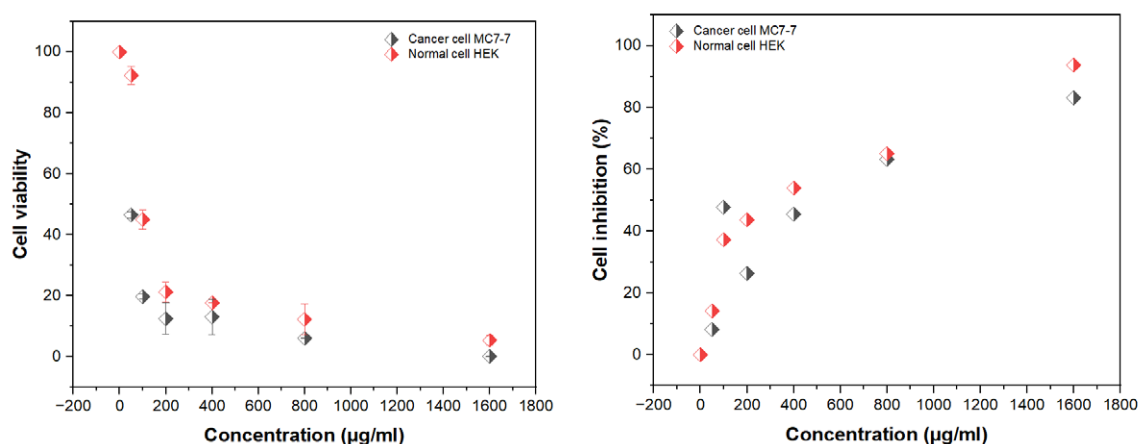 Cancer cell MC7-7
Normal cell HEK
100
80
60
40
20
0
Cell viability
−200 0 200 400 600 800 1000 1200 1400 1600 1800
Concentration (µg/ml)
Cancer cell MC7-7
Normal cell HEK
100
80
60
40
20
0
Cell inhibition (%)
−200 0 200 400 600 800 1000 1200 1400 1600 1800
Concentration (µg/ml)